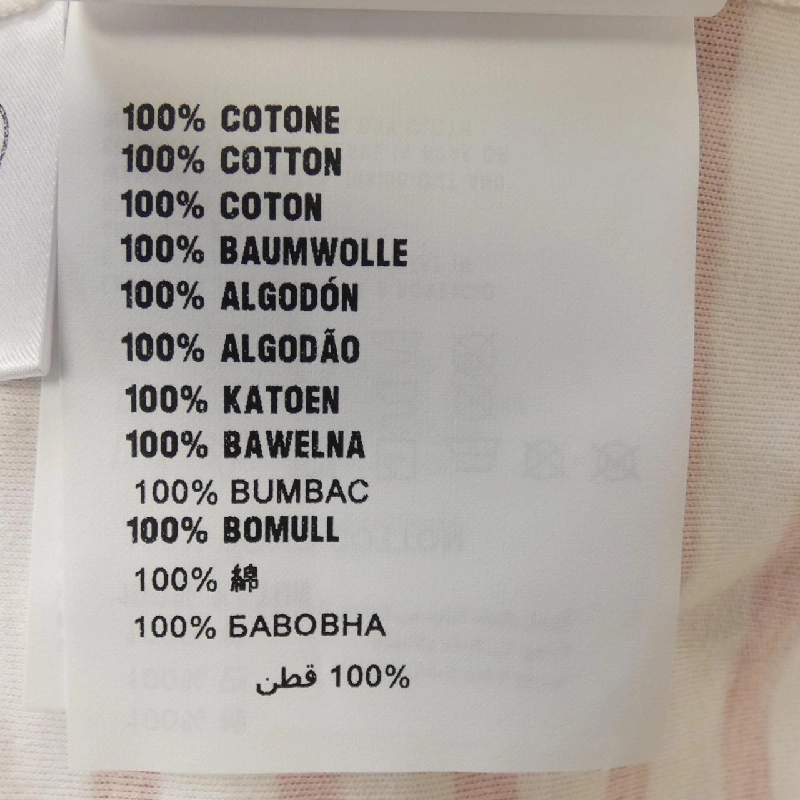 100% COTONE
100% COTTON
100% COTON
100% BAUMWOLLE
100% ALGODÓN
100% ALGODÃO
100% KATOEN
100% BAWELNA
100% BUMBAC
100% BOMULL
100% 綿
100% БАВОВНА
100% قطن